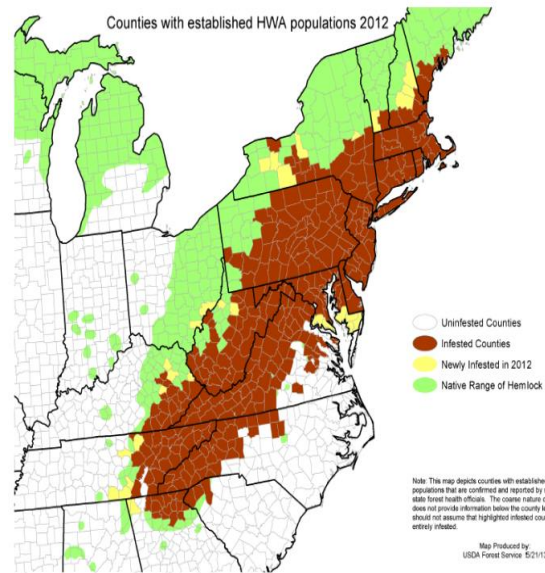 Counties with established HWA populations 2012
Uninfested Counties
Infested Counties
Newly Infested in 2012
Native Range of Hemlock
Note: This map depicts counties with established
populations that are confirmed and reported by
state forest health officials. The coarse nature
does not provide information below the county
should not assume that highlighted infested
entirely infested.
Map Produced by:
USDA Forest Service